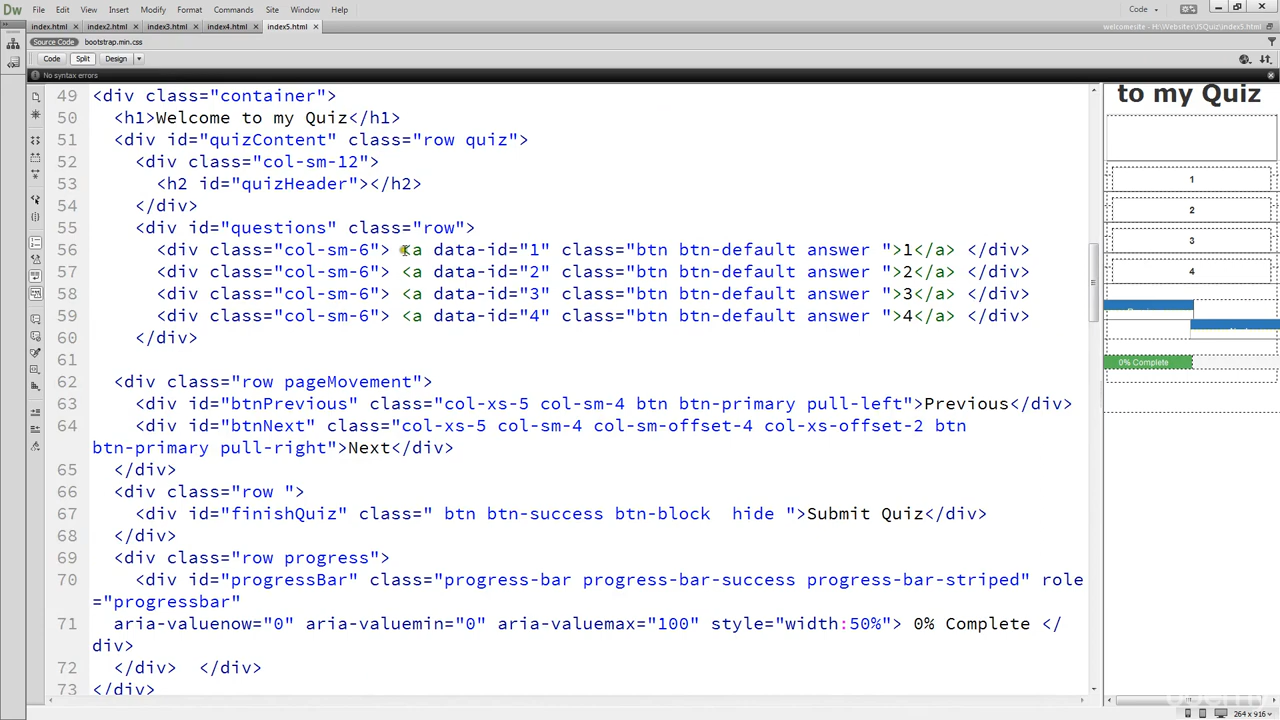 Dw File Edit View Insert Modify Format Commands Site Window Help Code
index.html index2.html index3.html index4.html index5.html welcomesite - H:\Websites\JSQuiz\index5.html
Source Code bootstrap.min.css
Code Split Design
No syntax errors
49 <div class="container">
50 <h1>Welcome to my Quiz</h1>
51 <div id="quizContent" class="row quiz">
52 <div class="col-sm-12">
53 <h2 id="quizHeader"></h2>
54 </div>
55 <div id="questions" class="row">
56 <div class="col-sm-6"> <a data-id="1" class="btn btn-default answer ">1</a> </div>
57 <div class="col-sm-6"> <a data-id="2" class="btn btn-default answer ">2</a> </div>
58 <div class="col-sm-6"> <a data-id="3" class="btn btn-default answer ">3</a> </div>
59 <div class="col-sm-6"> <a data-id="4" class="btn btn-default answer ">4</a> </div>
60 </div>
61
62 <div class="row pageMovement">
63 <div id="btnPrevious" class="col-xs-5 col-sm-4 btn btn-primary pull-left">Previous</div>
64 <div id="btnNext" class="col-xs-5 col-sm-4 col-sm-offset-4 col-xs-offset-2 btn
btn-primary pull-right">Next</div>
65 </div>
66 <div class="row ">
67 <div id="finishQuiz" class=" btn btn-success btn-block  hide ">Submit Quiz</div>
68 </div>
69 <div class="row progress">
70 <div id="progressBar" class="progress-bar progress-bar-success progress-bar-striped" role
="progressbar"
71 aria-valuenow="0" aria-valuemin="0" aria-valuemax="100" style="width:50%"> 0% Complete </
div>
72 </div>  </div>
73 </div>
to my Quiz
1
2
3
4
0% Complete
264 x 916